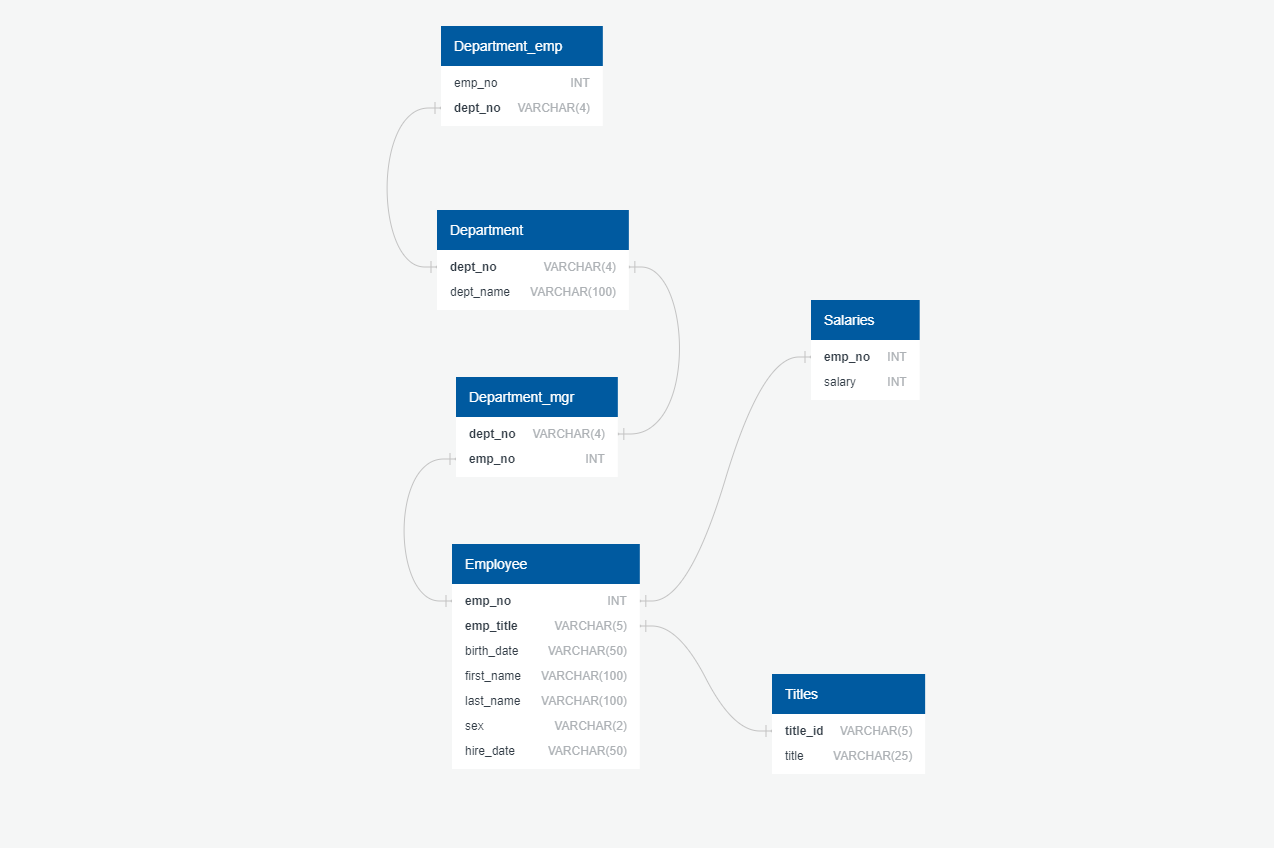 Department_emp
emp_no INT
dept_no VARCHAR(4)
Department
dept_no VARCHAR(4)
dept_name VARCHAR(100)
Salaries
emp_no INT
salary INT
Department_mgr
dept_no VARCHAR(4)
emp_no INT
Employee
emp_no INT
emp_title VARCHAR(5)
birth_date VARCHAR(50)
first_name VARCHAR(100)
last_name VARCHAR(100)
sex VARCHAR(2)
hire_date VARCHAR(50)
Titles
title_id VARCHAR(5)
title VARCHAR(25)